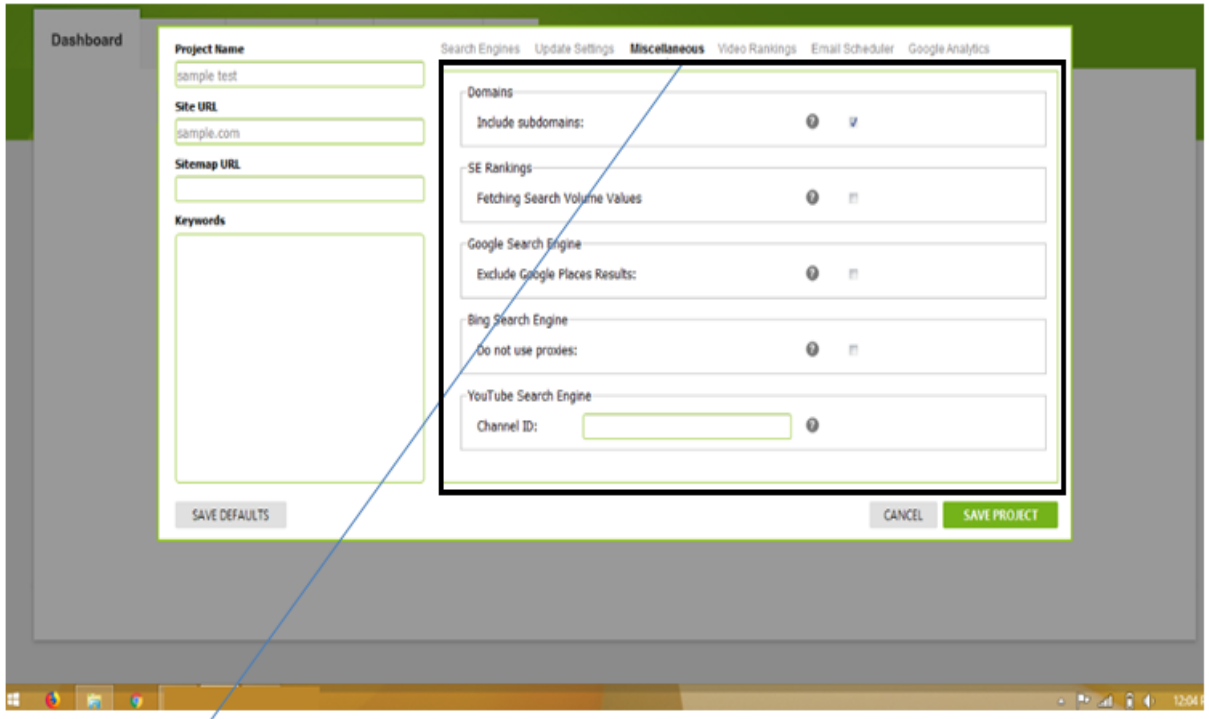 Dashboard
Project Name
sample test
Site URL
sample.com
Sitemap URL
Keywords
SAVE DEFAULTS
Search Engines Update Settings Miscellaneous Video Rankings Email Scheduler Google Analytics
Domains
Include subdomains:
SE Rankings
Fetching Search Volume Values
Google Search Engine
Exclude Google Places Results:
Bing Search Engine
Do not use proxies:
YouTube Search Engine
Channel ID:
CANCEL SAVE PROJECT
12:04